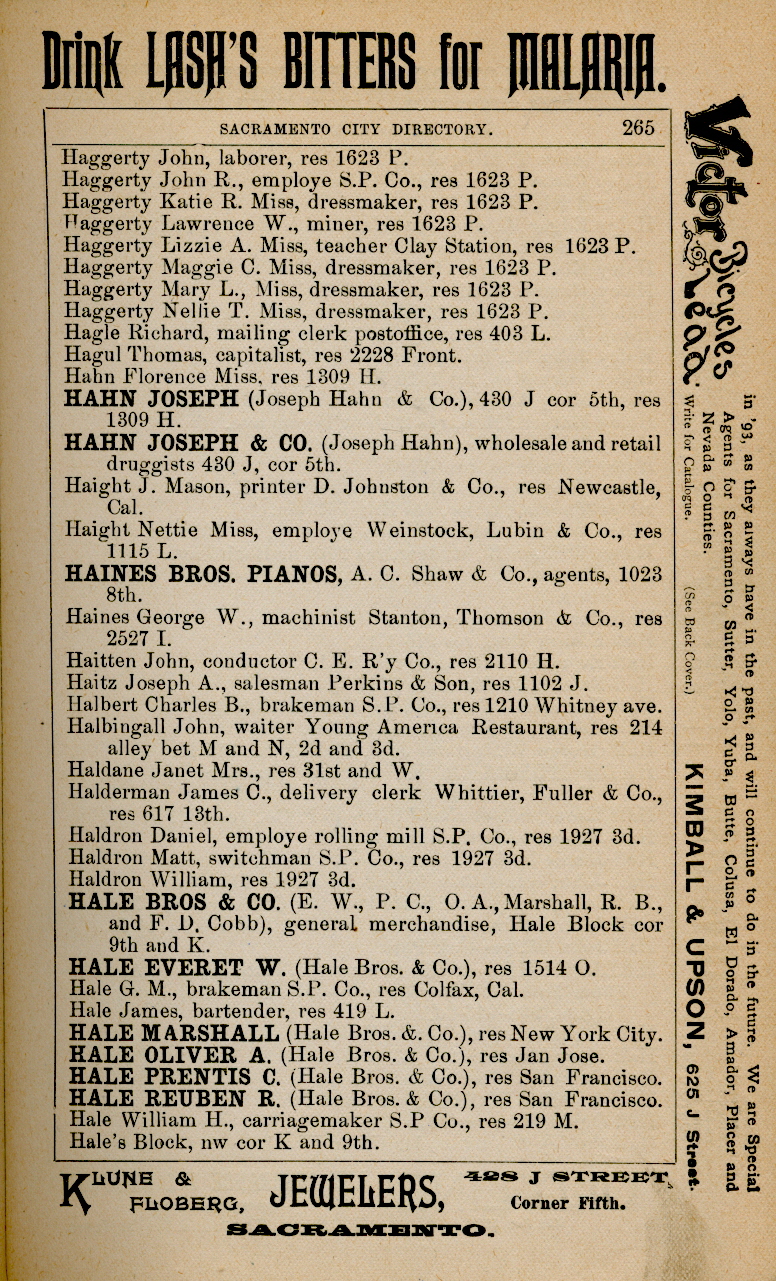 Drink LASH'S BITTERS for MALARIA.
SACRAMENTO CITY DIRECTORY. 265
Haggerty John, laborer, res 1623 P.
Haggerty John R., employe S.P. Co., res 1623 P.
Haggerty Katie R. Miss, dressmaker, res 1623 P.
Haggerty Lawrence W., miner, res 1623 P.
Haggerty Lizzie A. Miss, teacher Clay Station, res 1623 P.
Haggerty Maggie C. Miss, dressmaker, res 1623 P.
Haggerty Mary L., Miss, dressmaker, res 1623 P.
Haggerty Nellie T. Miss, dressmaker, res 1623 P.
Hagle Richard, mailing clerk postoffice, res 403 L.
Hagul Thomas, capitalist, res 2228 Front.
Hahn Florence Miss, res 1309 H.
HAHN JOSEPH (Joseph Hahn & Co.), 430 J cor 5th, res
1309 H.
HAHN JOSEPH & CO. (Joseph Hahn), wholesale and retail
druggists 430 J, cor 5th.
Haight J. Mason, printer D. Johnston & Co., res Newcastle,
Cal.
Haight Nettie Miss, employe Weinstock, Lubin & Co., res
1115 L.
HAINES BROS. PIANOS, A. C. Shaw & Co., agents, 1023
8th.
Haines George W., machinist Stanton, Thomson & Co., res
2527 I.
Haitten John, conductor C. E. R'y Co., res 2110 H.
Haitz Joseph A., salesman Perkins & Son, res 1102 J.
Halbert Charles B., brakeman S.P. Co., res 1210 Whitney ave.
Halbingall John, waiter Young America Restaurant, res 214
alley bet M and N, 2d and 3d.
Haldane Janet Mrs., res 31st and W.
Halderman James C., delivery clerk Whittier, Fuller & Co.,
res 617 13th.
Haldron Daniel, employe rolling mill S.P. Co., res 1927 3d.
Haldron Matt, switchman S.P. Co., res 1927 3d.
Haldron William, res 1927 3d.
HALE BROS & CO. (E. W., P. C., O. A., Marshall, R. B.,
and F. D. Cobb), general merchandise, Hale Block cor
9th and K.
HALE EVERET W. (Hale Bros. & Co.), res 1514 O.
Hale G. M., brakeman S.P. Co., res Colfax, Cal.
Hale James, bartender, res 419 L.
HALE MARSHALL (Hale Bros. &. Co.), res New York City.
HALE OLIVER A. (Hale Bros. & Co.), res Jan Jose.
HALE PRENTIS C. (Hale Bros. & Co.), res San Francisco.
HALE REUBEN R. (Hale Bros. & Co.), res San Francisco.
Hale William H., carriagemaker S.P Co., res 219 M.
Hale's Block, nw cor K and 9th.
Victor Bicycles Lead
in '93, as they always have in the past, and will continue to do in the future. We are Special
Agents for Sacramento, Sutter, Yolo, Yuba, Butte, Colusa, El Dorado, Amador, Placer and
Nevada Counties.
Write for Catalogue. (See Back Cover.) KIMBALL & UPSON, 625 J Street.
KLUNE & FLOBERG, JEWELERS, 428 J STREET, Corner Fifth.
SACRAMENTO.